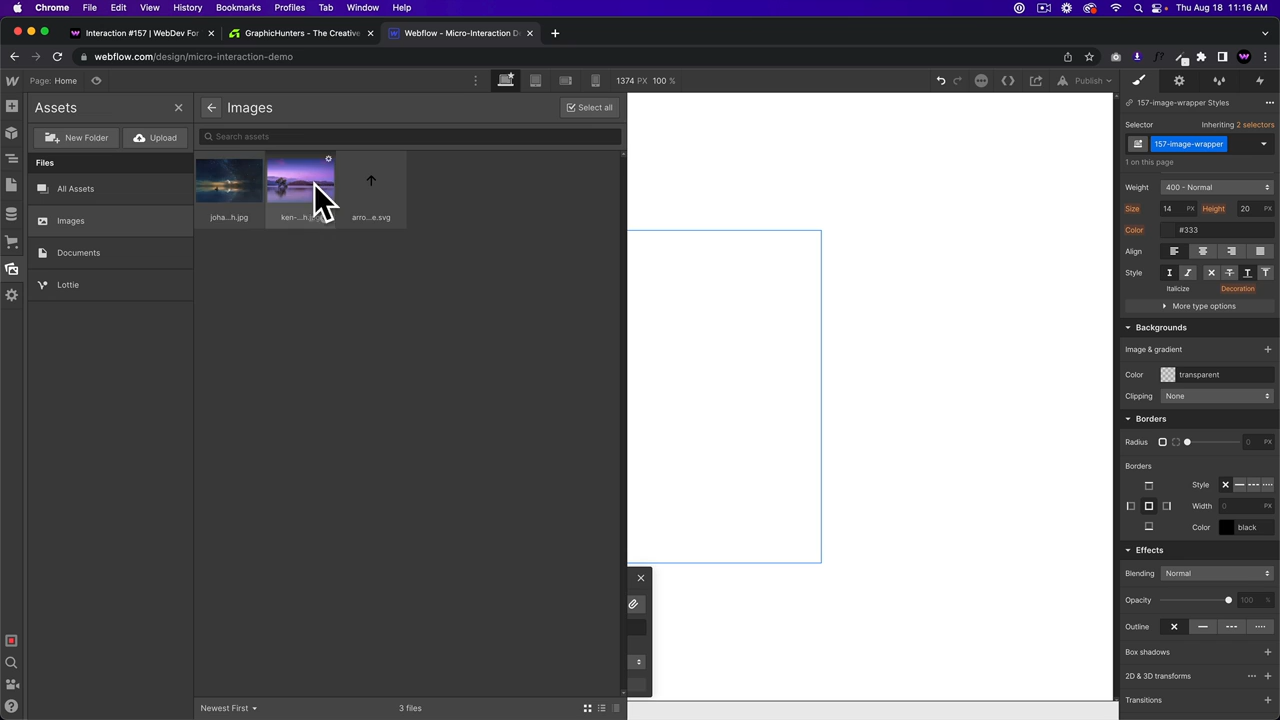 Chrome File Edit View History Bookmarks Profiles Tab Window Help Thu Aug 18 11:16 AM
Interaction #157 | WebDev For GraphicHunters - The Creative Webflow - Micro-Interaction D
webflow.com/design/micro-interaction-demo
Page: Home 1374 PX 100 % Publish
Assets
New Folder Upload
Files
All Assets
Images
Documents
Lottie
Images Select all
Search assets
joha...h.jpg ken-...h.jpg arro...e.svg
Newest First 3 files
157-image-wrapper Styles
Selector Inheriting 2 selectors
157-image-wrapper
1 on this page
Weight 400 - Normal
Size 14 PX Height 20 PX
Color #333
Align
Style
Italicize Decoration
More type options
Backgrounds
Image & gradient
Color transparent
Clipping None
Borders
Radius 0 PX
Borders
Style
Width 0 PX
Color black
Effects
Blending Normal
Opacity 100 %
Outline
Box shadows
2D & 3D transforms
Transitions